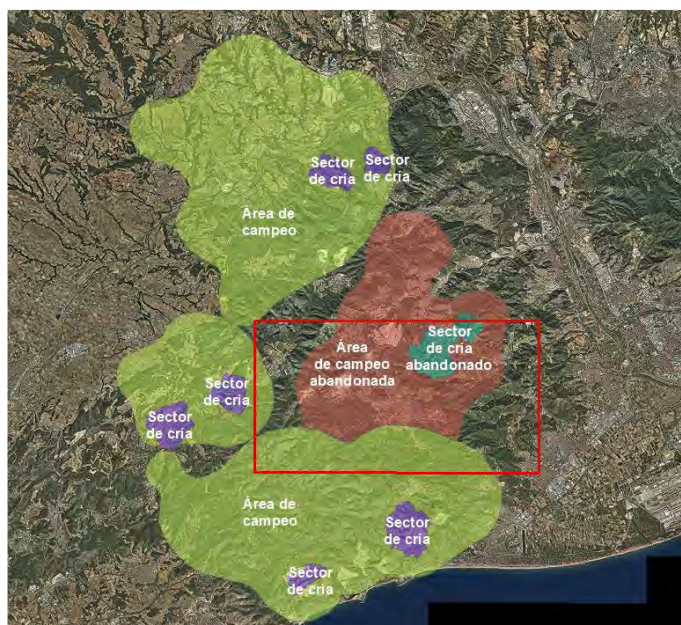 Sector
de cría
Sector
de cría
Área de
campeo
Área
de campeo
abandonada
Sector
de cría
abandonado
Sector
de cría
Sector
de cría
Área de
campeo
Sector
de cría
Sector
de cría